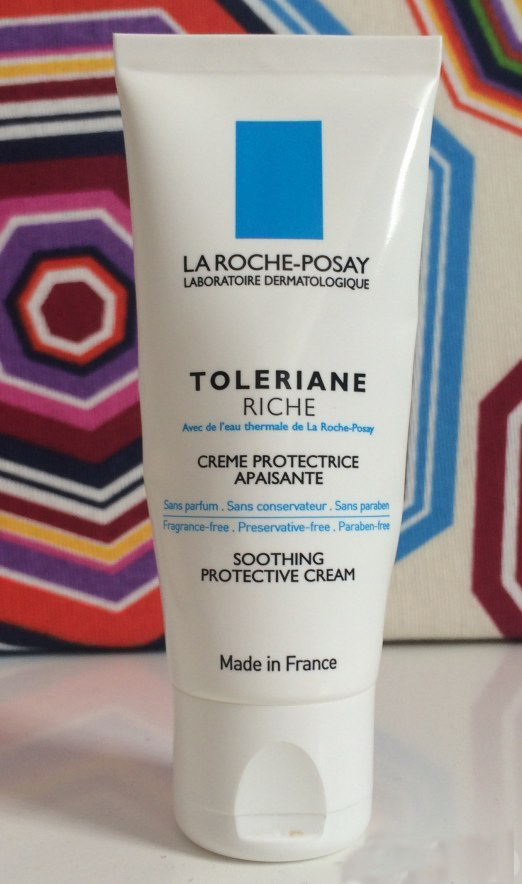 LA ROCHE-POSAY
LABORATOIRE DERMATOLOGIQUE
TOLERIANE
RICHE
Avec de l'eau thermale de La Roche-Posay
CREME PROTECTRICE
APAISANTE
Sans parfum . Sans conservateur . Sans paraben
Fragrance-free . Preservative-free . Paraben-free
SOOTHING
PROTECTIVE CREAM
Made in France